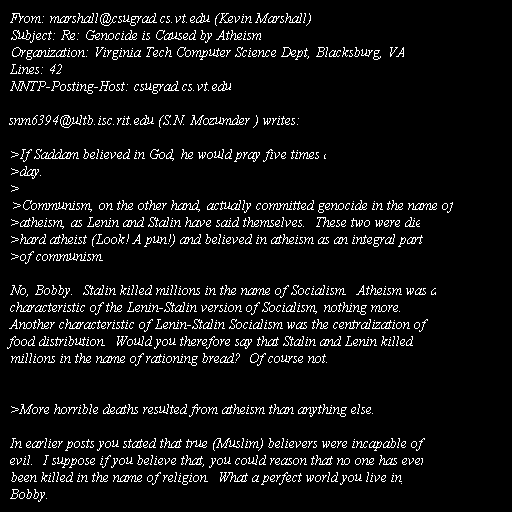 From: marshall@csugrad.cs.vt.edu (Kevin Marshall)
Subject: Re: Genocide is Caused by Atheism
Organization: Virginia Tech Computer Science Dept, Blacksburg, VA
Lines: 42
NNTP-Posting-Host: csugrad.cs.vt.edu
snm6394@ultb.isc.rit.edu (S.N. Mozumder ) writes:
>If Saddam believed in God, he would pray five times
>day.
>
>Communism, on the other hand, actually committed genocide in the name of
>atheism, as Lenin and Stalin have said themselves.  These two were die
>hard atheist (Look! A pun!) and believed in atheism as an integral part
>of communism.
No, Bobby.  Stalin killed millions in the name of Socialism.  Atheism was a
characteristic of the Lenin-Stalin version of Socialism, nothing more.
Another characteristic of Lenin-Stalin Socialism was the centralization of
food distribution.  Would you therefore say that Stalin and Lenin killed
millions in the name of rationing bread?  Of course not.
>More horrible deaths resulted from atheism than anything else.
In earlier posts you stated that true (Muslim) believers were incapable of
evil.  I suppose if you believe that, you could reason that no one has ever
been killed in the name of religion.  What a perfect world you live in,
Bobby.